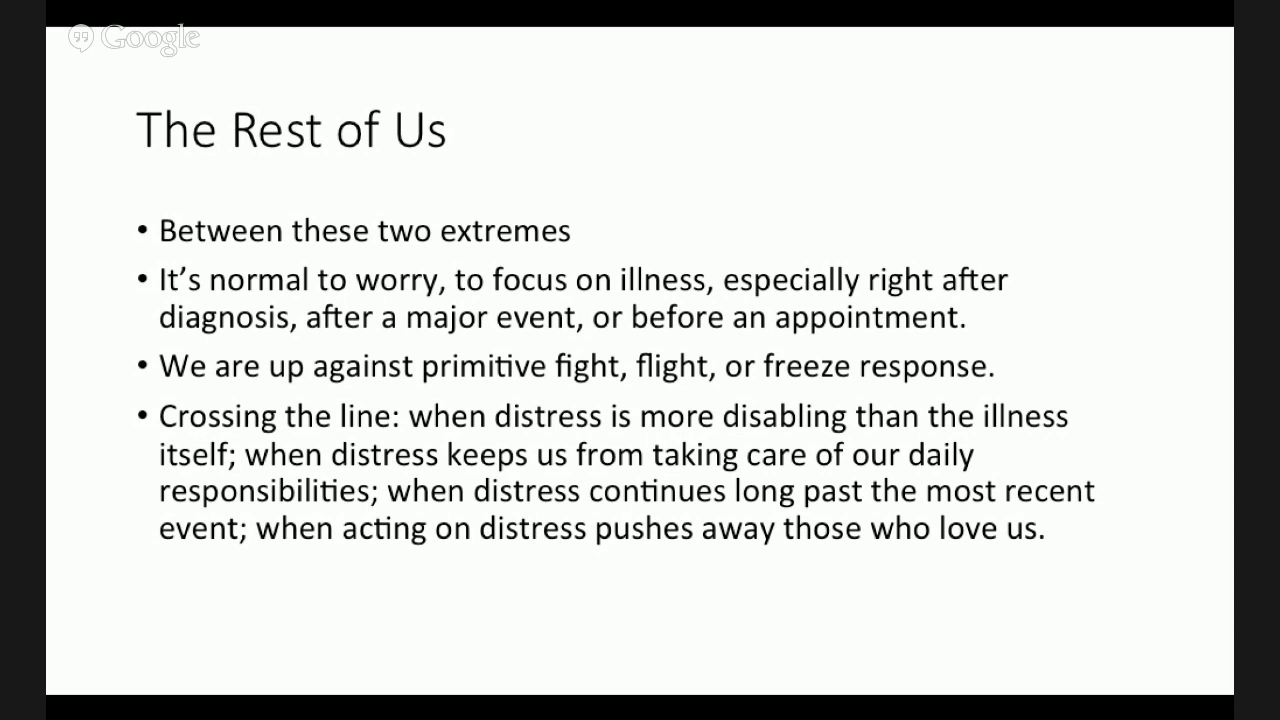 Google
The Rest of Us
• Between these two extremes
• It’s normal to worry, to focus on illness, especially right after
diagnosis, after a major event, or before an appointment.
• We are up against primitive fight, flight, or freeze response.
• Crossing the line: when distress is more disabling than the illness
itself; when distress keeps us from taking care of our daily
responsibilities; when distress continues long past the most recent
event; when acting on distress pushes away those who love us.